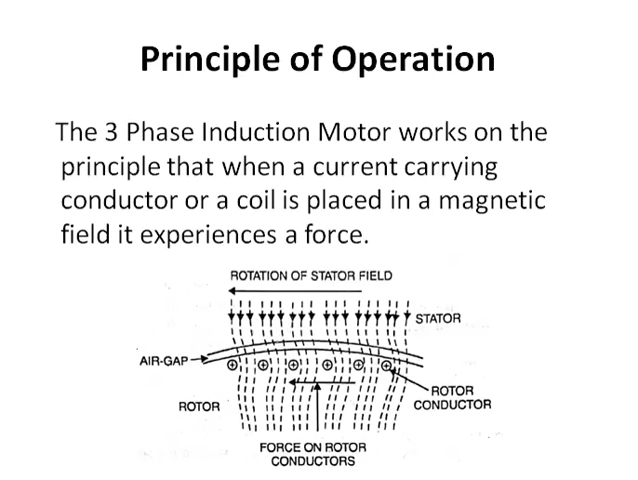 Principle of Operation
The 3 Phase Induction Motor works on the
principle that when a current carrying
conductor or a coil is placed in a magnetic
field it experiences a force.
ROTATION OF STATOR FIELD
STATOR
AIR-GAP
ROTOR
CONDUCTOR
ROTOR
FORCE ON ROTOR
CONDUCTORS